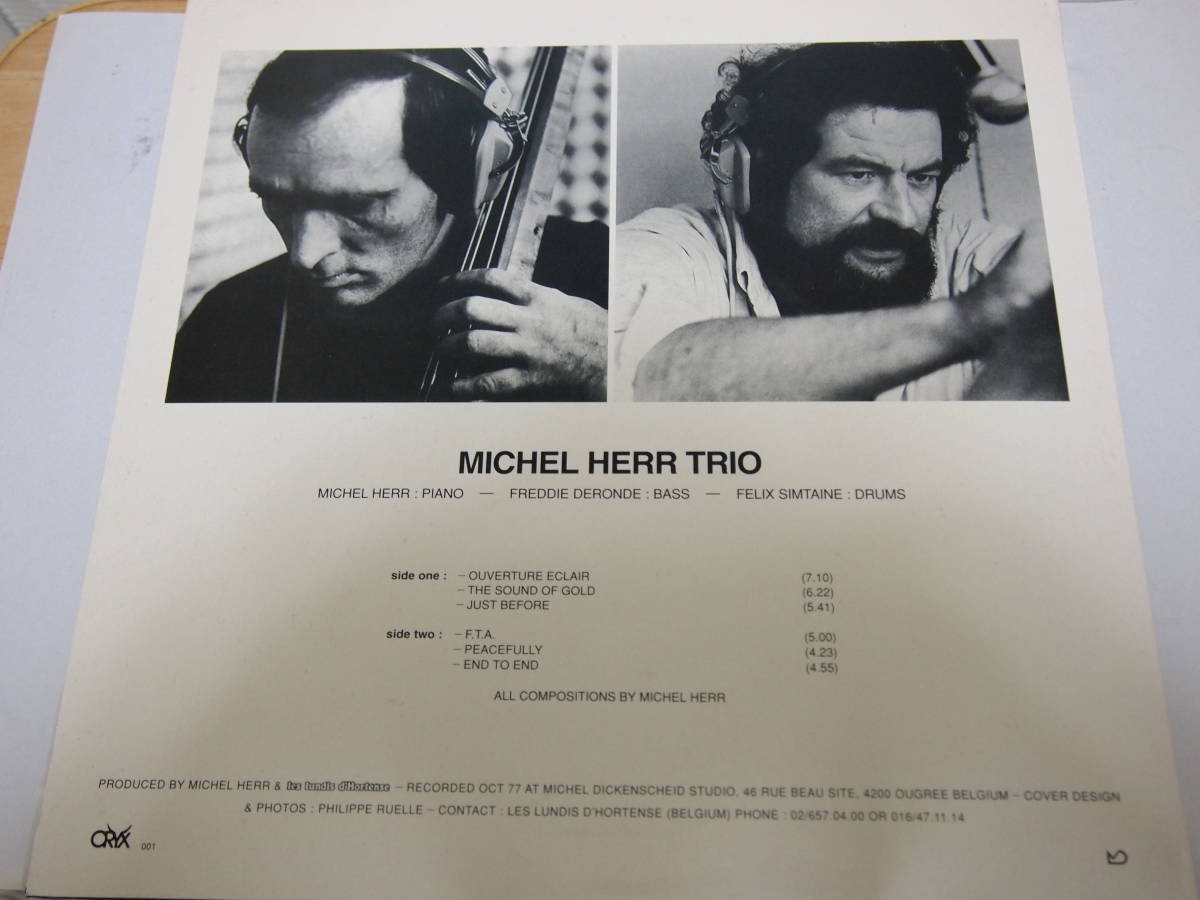 MICHEL HERR TRIO
MICHEL HERR : PIANO — FREDDIE DERONDE : BASS — FELIX SIMTAINE : DRUMS
side one : – OUVERTURE ECLAIR (7.10)
– THE SOUND OF GOLD (6.22)
– JUST BEFORE (5.41)
side two : – F.T.A. (5.00)
– PEACEFULLY (4.23)
– END TO END (4.55)
ALL COMPOSITIONS BY MICHEL HERR
PRODUCED BY MICHEL HERR & les lundis d'Hortense – RECORDED OCT 77 AT MICHEL DICKENSCHEID STUDIO, 46 RUE BEAU SITE, 4200 OUGREE BELGIUM – COVER DESIGN
& PHOTOS : PHILIPPE RUELLE – CONTACT : LES LUNDIS D'HORTENSE (BELGIUM) PHONE : 02/657.04.00 OR 016/47.11.14
ORYX 001